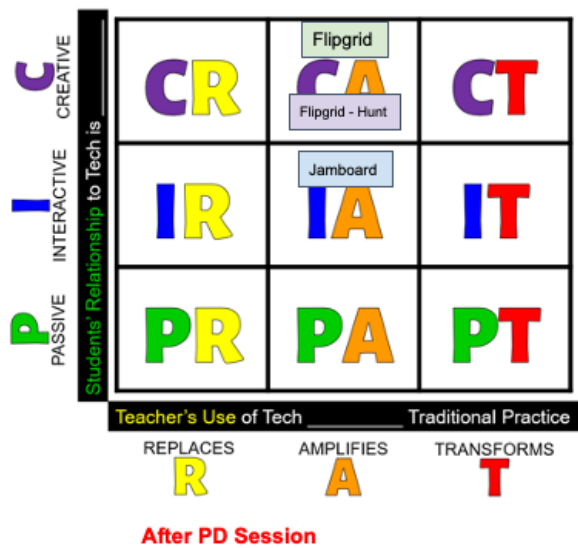 C
CREATIVE
I
INTERACTIVE
P
PASSIVE
Students' Relationship to Tech is ________
CR
Flipgrid
CA
Flipgrid - Hunt
CT
IR
Jamboard
IA
IT
PR
PA
PT
Teacher's Use of Tech ________ Traditional Practice
REPLACES
R
AMPLIFIES
A
TRANSFORMS
T
After PD Session